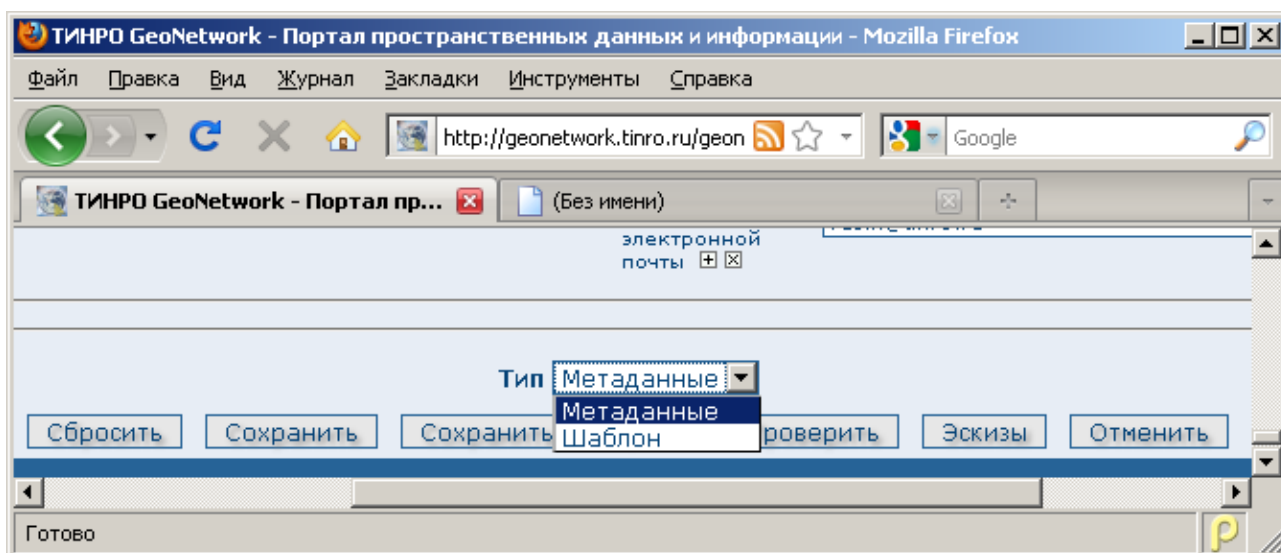 ТИНРО GeoNetwork - Портал пространственных данных и информации - Mozilla Firefox
Файл Правка Вид Журнал Закладки Инструменты Справка
http://geonetwork.tinro.ru/geon Google
ТИНРО GeoNetwork - Портал пр... (Без имени)
электронной
почты
Тип Метаданные
Метаданные
Шаблон
Сбросить Сохранить Сохранить Эскизы Отменить
Готово